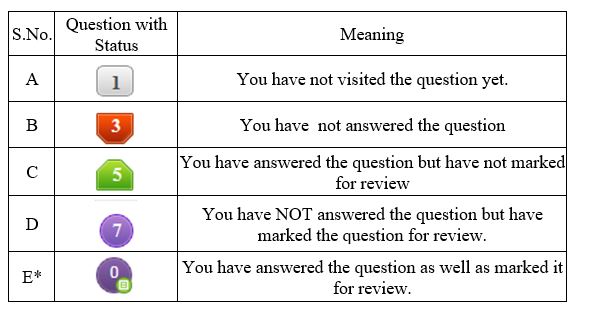 S.No. Question with Status Meaning
A 1 You have not visited the question yet.
B 3 You have not answered the question
C 5 You have answered the question but have not marked
for review
D 7 You have NOT answered the question but have
marked the question for review.
E* 0 You have answered the question as well as marked it
for review.